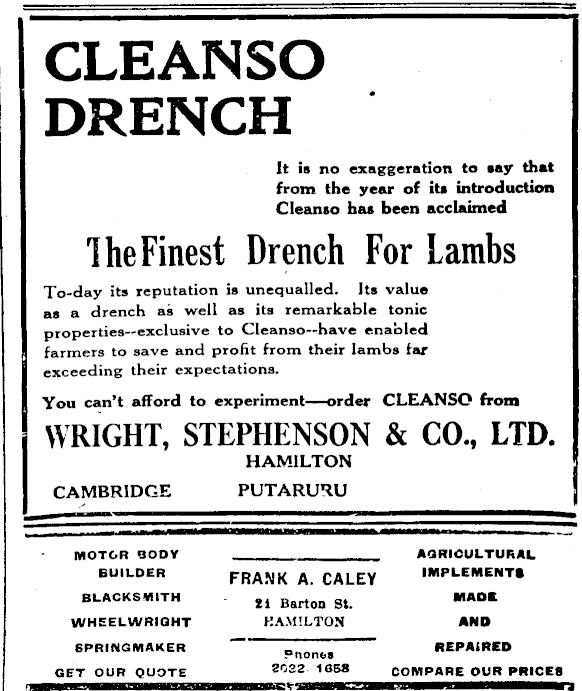 CLEANSO
DRENCH
It is no exaggeration to say that
from the year of its introduction
Cleanso has been acclaimed
The Finest Drench For Lambs
To-day its reputation is unequalled. Its value
as a drench as well as its remarkable tonic
properties--exclusive to Cleanso--have enabled
farmers to save and profit from their lambs far
exceeding their expectations.
You can't afford to experiment—order CLEANSO from
WRIGHT, STEPHENSON & CO., LTD.
HAMILTON
CAMBRIDGE PUTARURU
MOTOR BODY
BUILDER
BLACKSMITH
WHEELWRIGHT
SPRINGMAKER
GET OUR QUOTE
FRANK A. CALEY
21 Barton St.
HAMILTON
Phones
2022 1658
AGRICULTURAL
IMPLEMENTS
MADE
AND
REPAIRED
COMPARE OUR PRICES